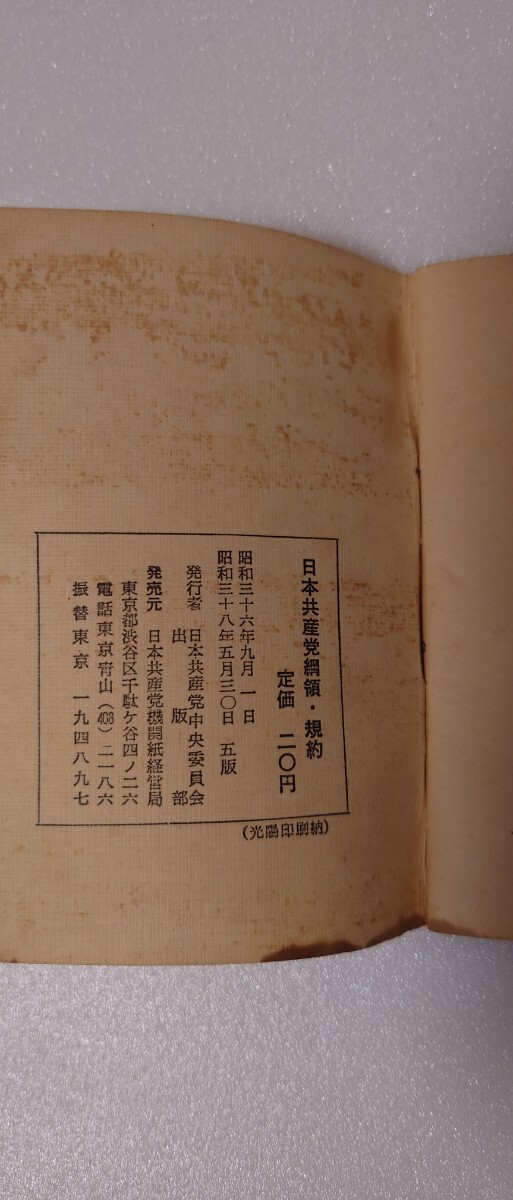 日本共産党綱領・規約
定価 二〇円
昭和三十六年九月一日
昭和三十八年五月三〇日 五版
発行者 日本共産党中央委員会
出版部
発売元 日本共産党機関紙経営局
東京都渋谷区千駄ケ谷四ノ二六
電話東京青山(408)二一八六
振替東京 一九四八九七
(光陽印刷納)